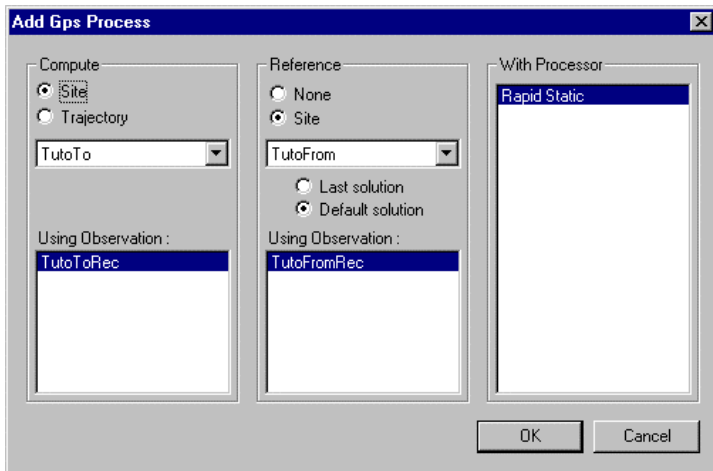 Add Gps Process
Compute
Site
Trajectory
TutoTo
Using Observation :
TutoToRec
Reference
None
Site
TutoFrom
Last solution
Default solution
Using Observation :
TutoFromRec
With Processor
Rapid Static
OK
Cancel